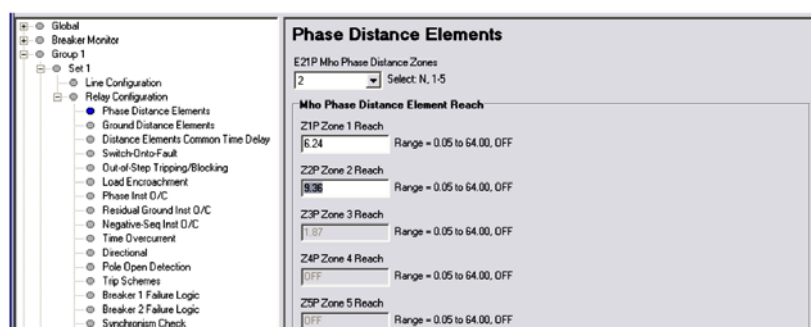 Global
Breaker Monitor
Group 1
Set 1
Line Configuration
Relay Configuration
Phase Distance Elements
Ground Distance Elements
Distance Elements Common Time Delay
Switch-Onto-Fault
Out-of-Step Tripping/Blocking
Load Encroachment
Phase Inst O/C
Residual Ground Inst O/C
Negative-Seq Inst O/C
Time Overcurrent
Directional
Pole Open Detection
Trip Schemes
Breaker 1 Failure Logic
Breaker 2 Failure Logic
Synchronism Check
Phase Distance Elements
E21P Mho Phase Distance Zones
2 Select: N, 1-5
Mho Phase Distance Element Reach
Z1P Zone 1 Reach
6.24 Range = 0.05 to 64.00, OFF
Z2P Zone 2 Reach
9.36 Range = 0.05 to 64.00, OFF
Z3P Zone 3 Reach
1.87 Range = 0.05 to 64.00, OFF
Z4P Zone 4 Reach
OFF Range = 0.05 to 64.00, OFF
Z5P Zone 5 Reach
OFF Range = 0.05 to 64.00, OFF